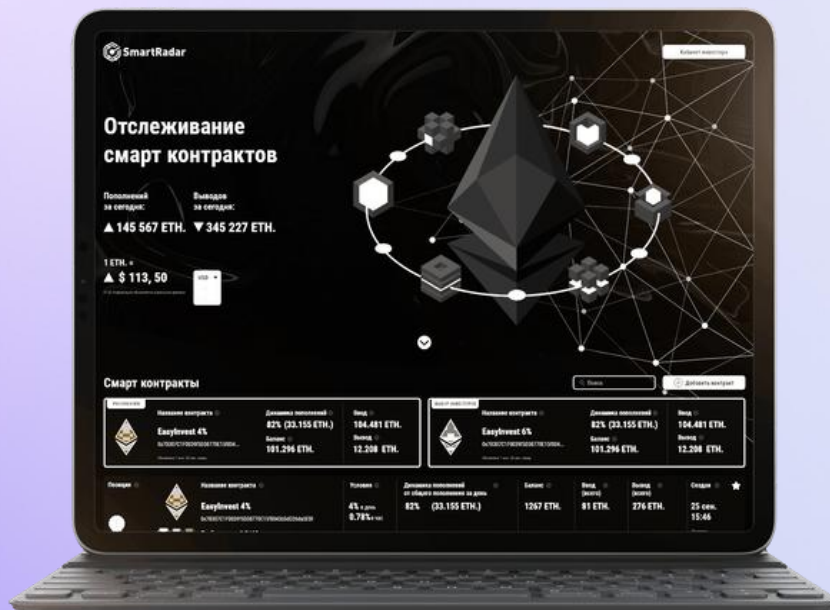 SmartRadar
Кабинет инвестора
Отслеживание
смарт контрактов
Пополнений
за сегодня:
Выводов
за сегодня:
▲ 145 567 ETH.
▼ 345 227 ETH.
1 ETH. =
▲ $ 113, 50
USD
Смарт контракты
Поиск
Добавить контракт
Название контракта
EasyInvest 4%
Динамика пополнений
82% (33.155 ETH.)
Баланс
101.296 ETH.
Ввод
104.481 ETH.
Вывод
12.208 ETH.
Название контракта
EasyInvest 6%
Динамика пополнений
82% (33.155 ETH.)
Баланс
101.296 ETH.
Ввод
104.481 ETH.
Вывод
12.208 ETH.
Позиция
Название контракта
Условия
Динамика пополнений
от общего пополнения за день
Баланс
Ввод
(всего)
Вывод
(всего)
Создан
EasyInvest 4%
4% в день
0.78% в час
82% (33.155 ETH.)
1267 ETH.
81 ETH.
276 ETH.
25 сен.
15:46